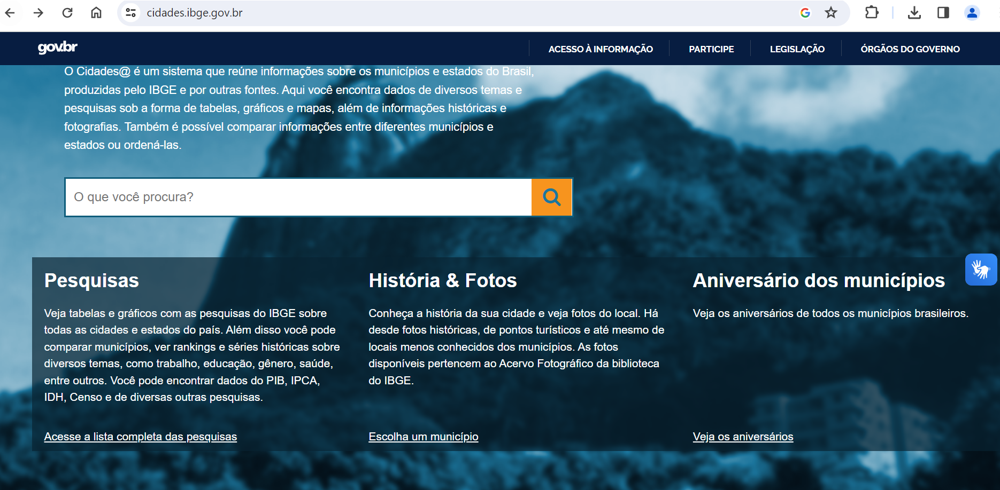 cidades.ibge.gov.br
gov.br
ACESSO À INFORMAÇÃO
PARTICIPE
LEGISLAÇÃO
ÓRGÃOS DO GOVERNO
O Cidades@ é um sistema que reúne informações sobre os municípios e estados do Brasil,
produzidas pelo IBGE e por outras fontes. Aqui você encontra dados de diversos temas e
pesquisas sob a forma de tabelas, gráficos e mapas, além de informações históricas e
fotografias. Também é possível comparar informações entre diferentes municípios e
estados ou ordená-las.
O que você procura?
Pesquisas
Veja tabelas e gráficos com as pesquisas do IBGE sobre
todas as cidades e estados do país. Além disso você pode
comparar municípios, ver rankings e séries históricas sobre
diversos temas, como trabalho, educação, gênero, saúde,
entre outros. Você pode encontrar dados do PIB, IPCA,
IDH, Censo e de diversas outras pesquisas.
Acesse a lista completa das pesquisas
História & Fotos
Conheça a história da sua cidade e veja fotos do local. Há
desde fotos históricas, de pontos turísticos e até mesmo de
locais menos conhecidos dos municípios. As fotos
disponíveis pertencem ao Acervo Fotográfico da biblioteca
do IBGE.
Escolha um município
Aniversário dos municípios
Veja os aniversários de todos os municípios brasileiros.
Veja os aniversários